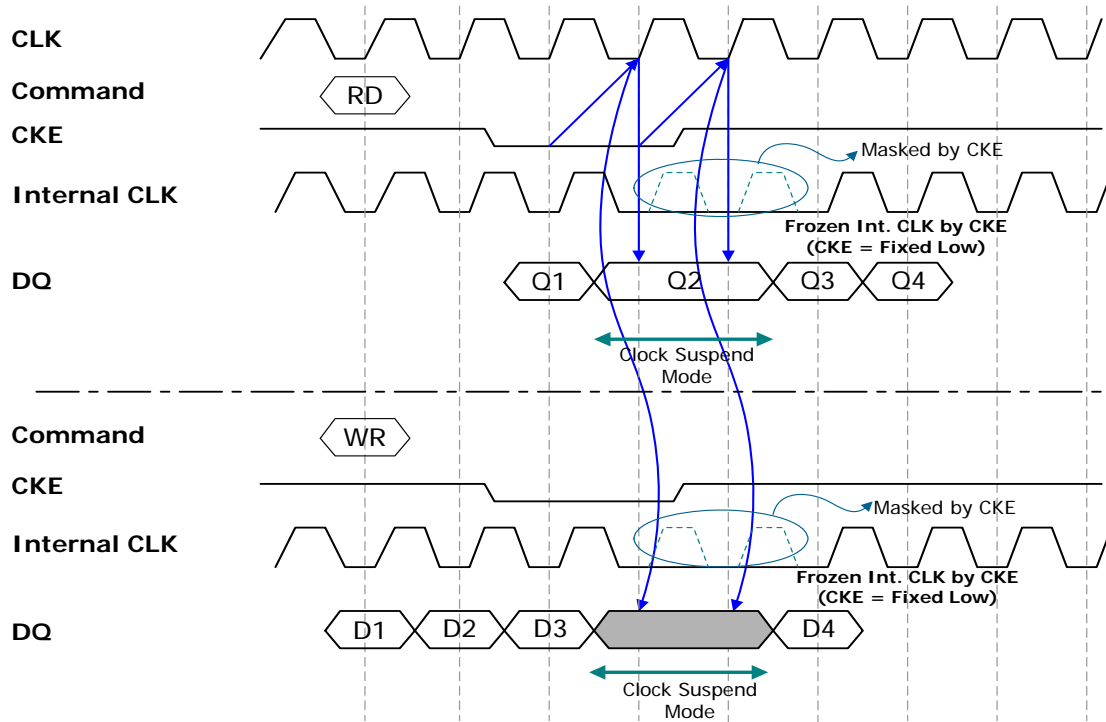 CLK
Command
RD
CKE
Masked by CKE
Internal CLK
Frozen Int. CLK by CKE
(CKE = Fixed Low)
DQ
Q1
Q2
Q3
Q4
Clock Suspend
Mode
Command
WR
CKE
Masked by CKE
Internal CLK
Frozen Int. CLK by CKE
(CKE = Fixed Low)
DQ
D1
D2
D3
D4
Clock Suspend
Mode